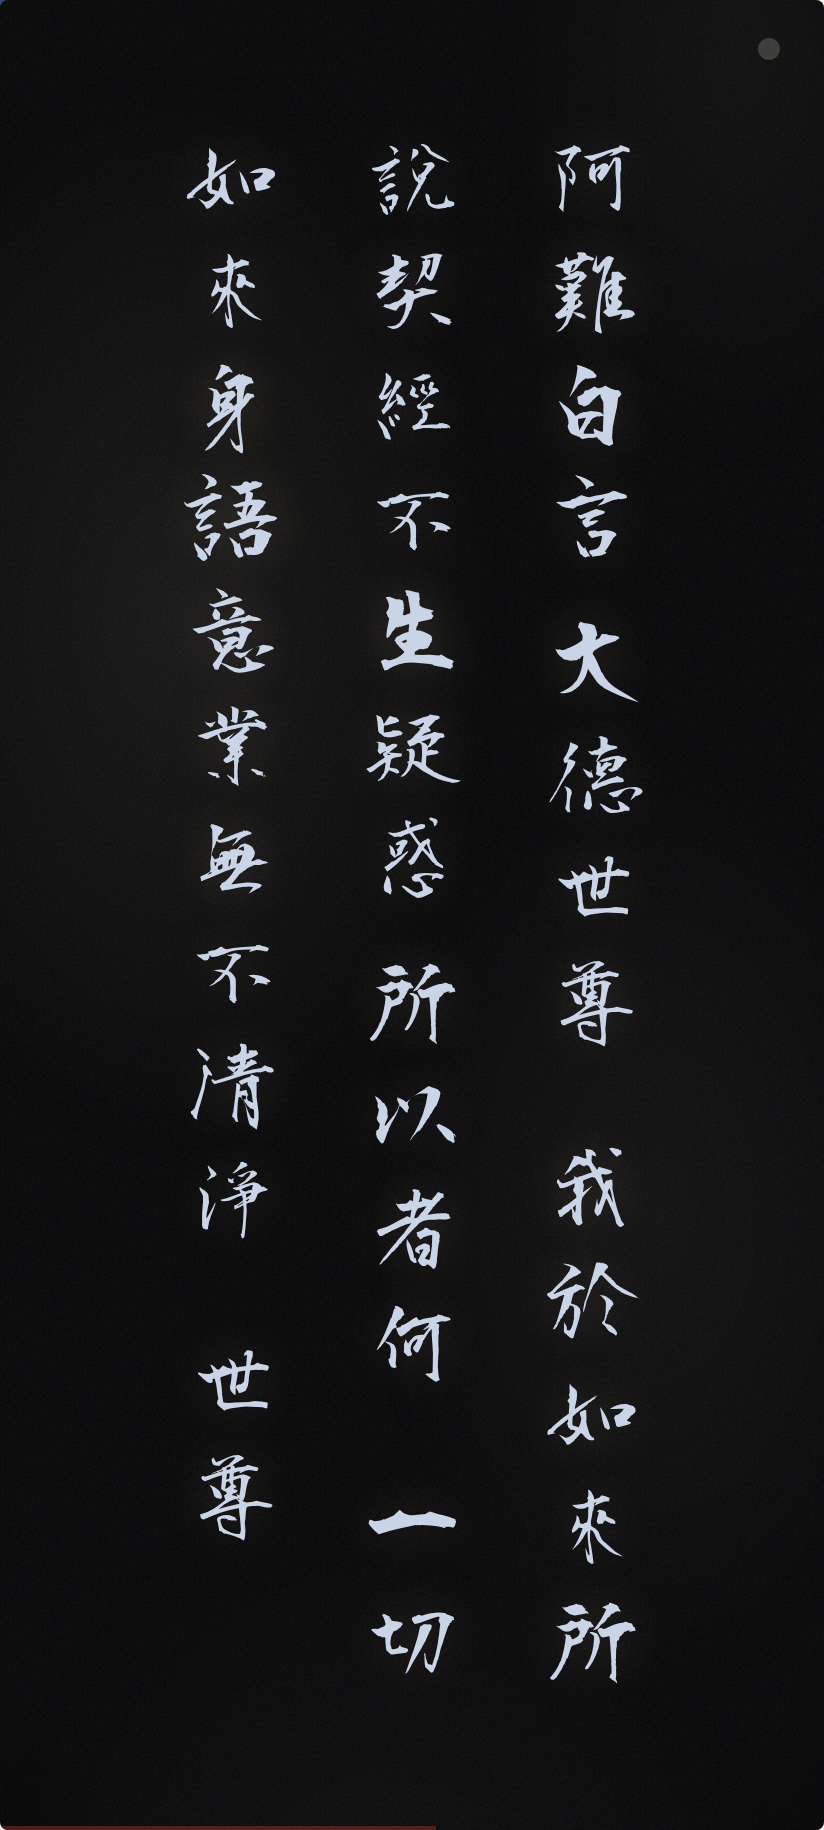 阿難白言 大德世尊 我於如來所
說契經不生疑惑 所以者何 一切
如來身語意業無不清淨 世尊